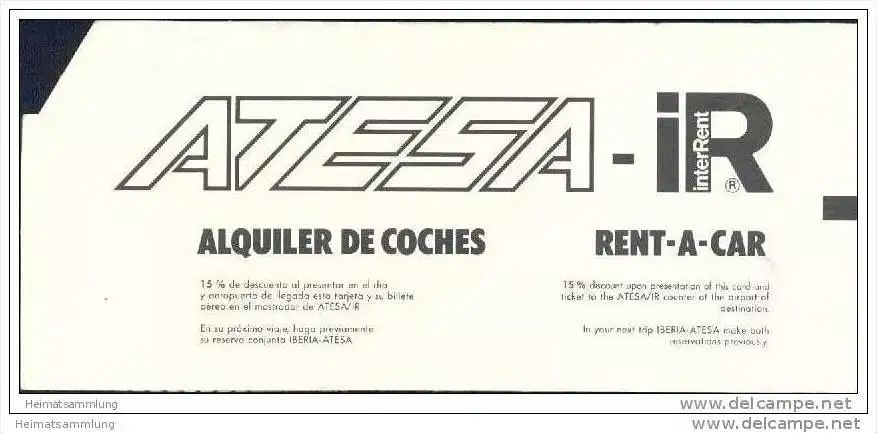 ATESA - iR
interRent
®
ALQUILER DE COCHES
15 % de descuento al presentar en el día
y aeropuerto de llegada esta tarjeta y su billete
aéreo en el mostrador de ATESA/IR
En su próximo viaje, haga previamente
su reserva conjunta IBERIA-ATESA
RENT-A-CAR
15 % discount upon presentation of this card and
ticket to the ATESA/IR counter at the airport of
destination.
In your next trip IBERIA-ATESA make both
reservations previously.
Heimatsammlung
www.delcampe.net
Heimatsammlung
www.delcampe.net